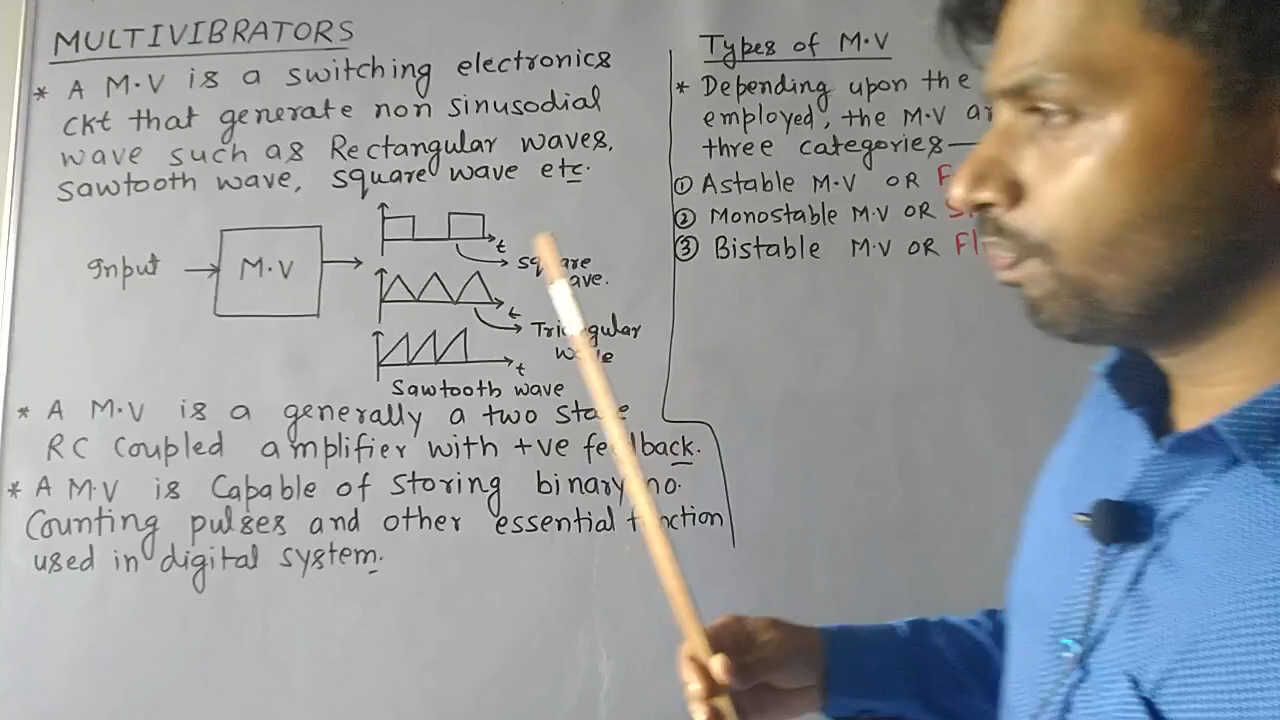 MULTIVIBRATORS
* A M.V is a switching electronics
ckt that generate non sinusodial
wave such as Rectangular waves,
sawtooth wave, square wave etc.
Input
M.V
t
square
wave.
t
Triangular
wave
t
Sawtooth wave
* A M.V is a generally a two stage
RC Coupled amplifier with +ve feedback.
* A M.V is Capable of storing binary no.
Counting pulses and other essential function
used in digital system.
Types of M.V
* Depending upon the
employed, the M.V
three categories—
① Astable M.V OR
② Monostable M.V OR
③ Bistable M.V OR